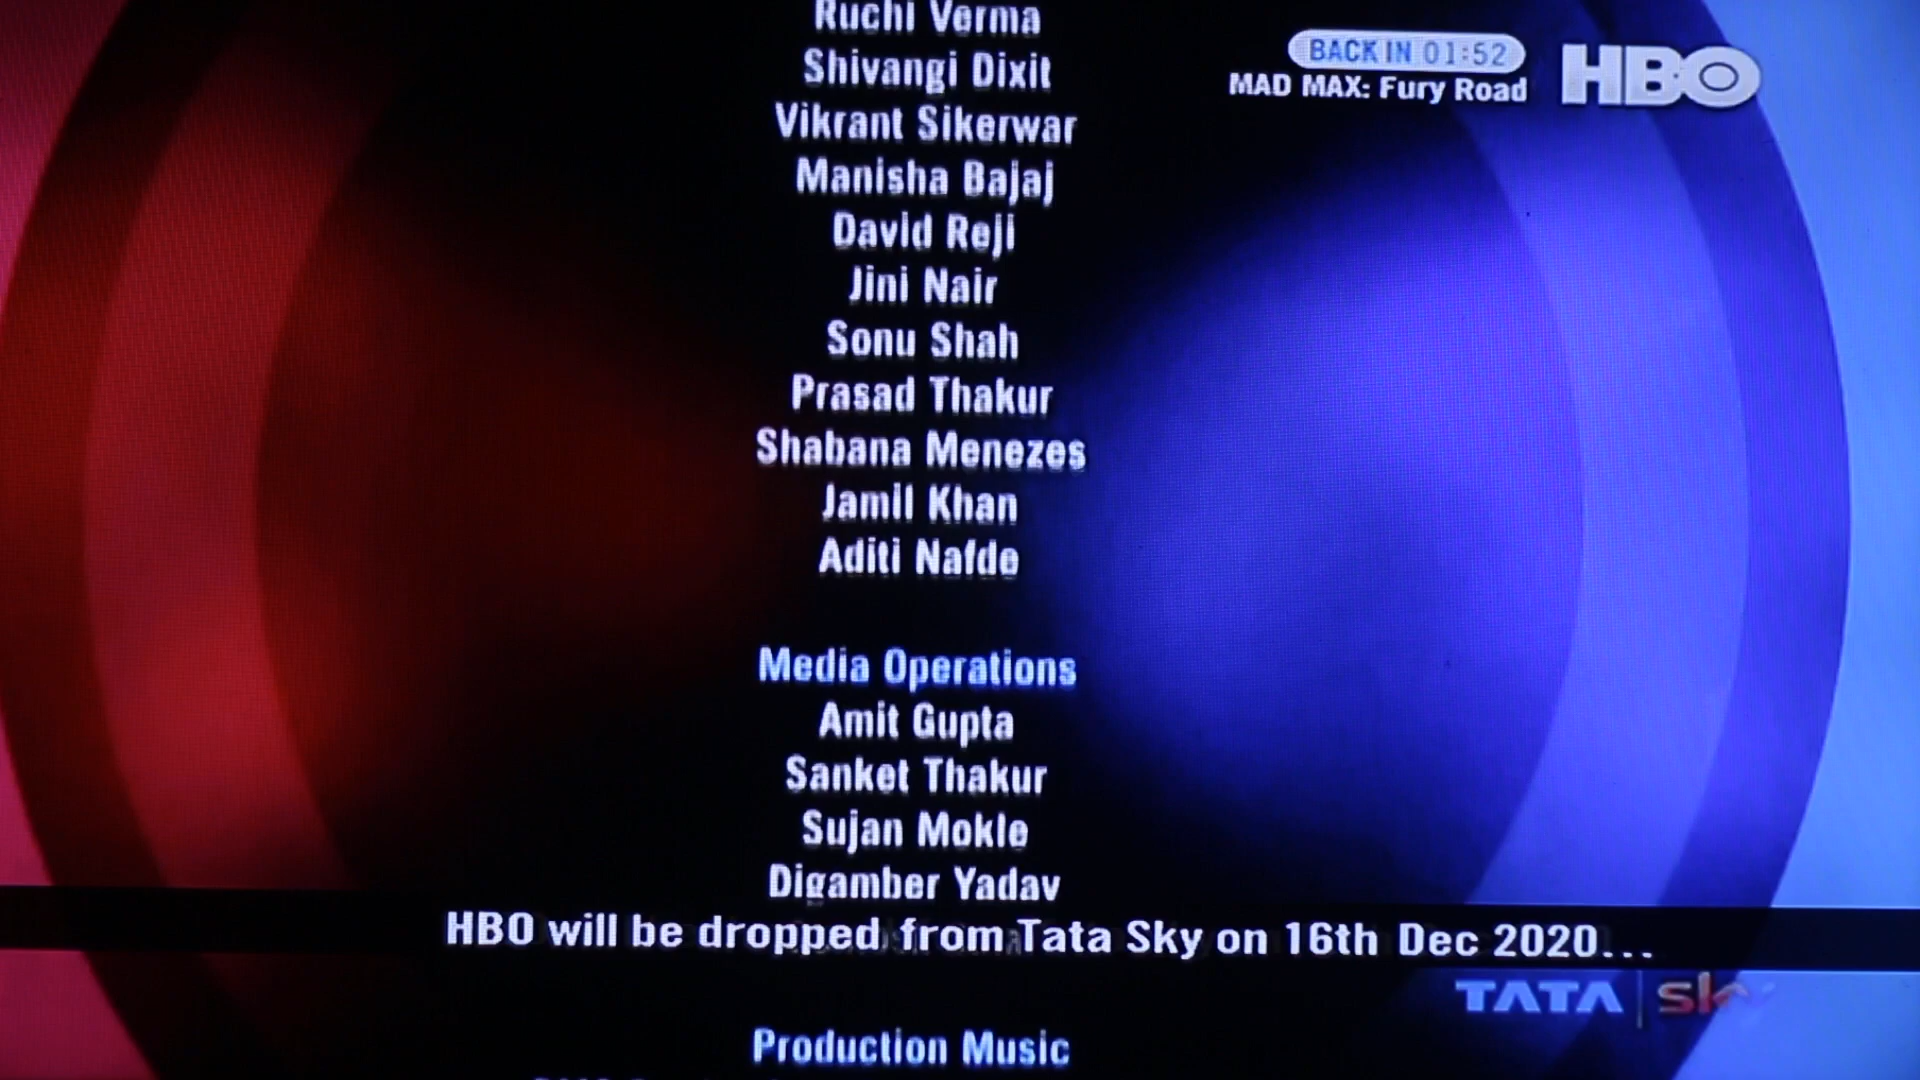 Ruchi Verma
BACK IN 01:52
HBO
MAD MAX: Fury Road
Shivangi Dixit
Vikrant Sikerwar
Manisha Bajaj
David Reji
Jini Nair
Sonu Shah
Prasad Thakur
Shabana Menezes
Jamil Khan
Aditi Nafde
Media Operations
Amit Gupta
Sanket Thakur
Sujan Mokle
Digamber Yadav
HBO will be dropped from Tata Sky on 16th Dec 2020...
TATA sky
Production Music